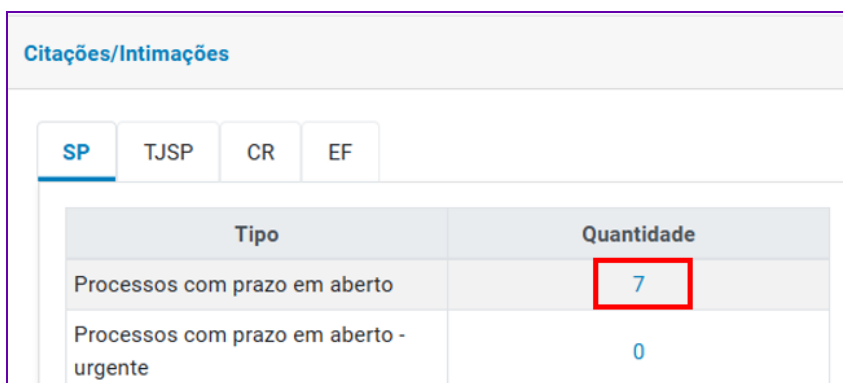 Citações/Intimações
SP TJSP CR EF
Tipo Quantidade
Processos com prazo em aberto 7
Processos com prazo em aberto -
urgente 0